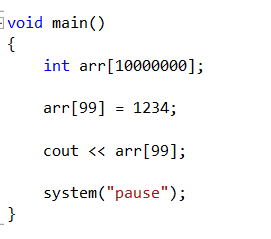 void main()
{
int arr[10000000];
arr[99] = 1234;
cout << arr[99];
system("pause");
}